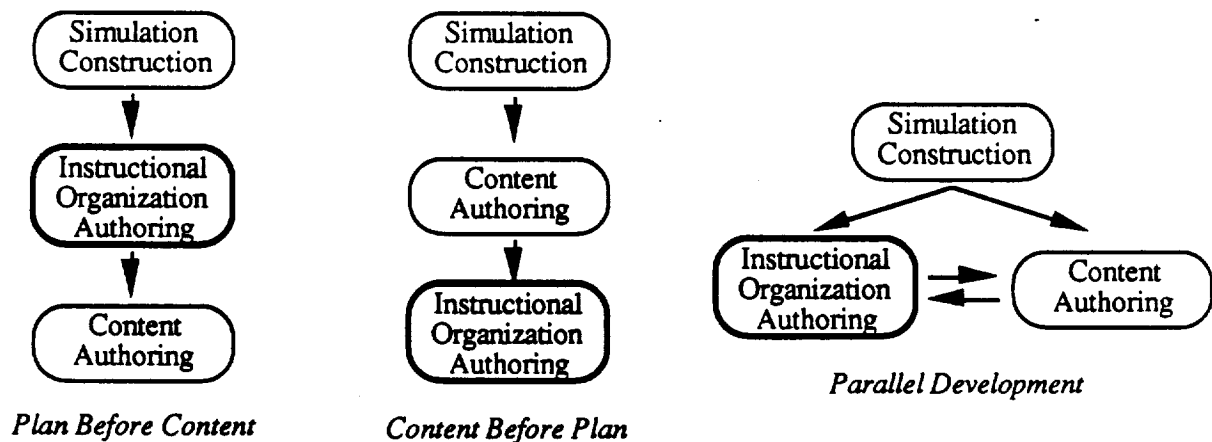 Simulation
Construction
Instructional
Organization
Authoring
Content
Authoring
Plan Before Content
Simulation
Construction
Content
Authoring
Instructional
Organization
Authoring
Content Before Plan
Simulation
Construction
Instructional
Organization
Authoring
Content
Authoring
Parallel Development